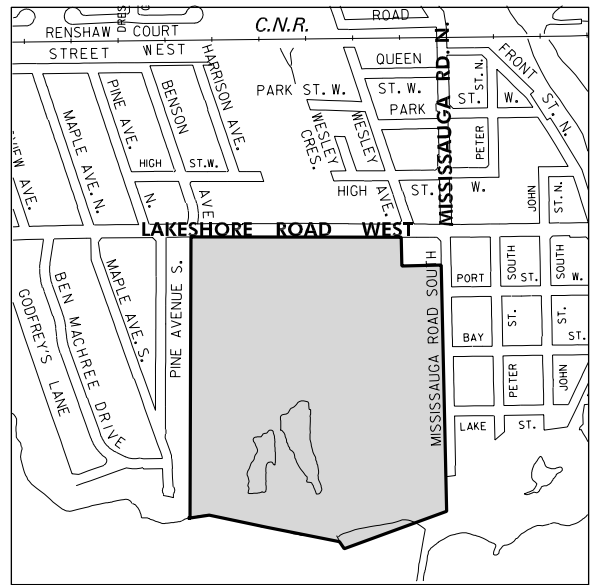 DRES
C
C.N.R.
ROAD
RENSHAW COURT
STREET WEST
MISSISSAUGA RD. N.
QUEEN
FRONT ST. N.
HARRISON AVE.
PARK ST. W.
ST. W.
PARK
ST. N.
ST. W.
PINE AVE.
BENSON
MAPLE AVE. N.
WESLEY CRES.
WESLEY
PETER
HIGH ST.W.
AVE.
N.
AVE
HIGH ST. W.
AVE.
JOHN
ST. N.
LAKESHORE ROAD WEST
PINE AVENUE S.
MAPLE AVE. S.
BEN MACHREE DRIVE
GODFREY'S LANE
MISSISSAUGA ROAD SOUTH
PORT
SOUTH
ST.
SOUTH
W.
BAY
ST.
ST.
ST.
PETER
JOHN
LAKE ST.